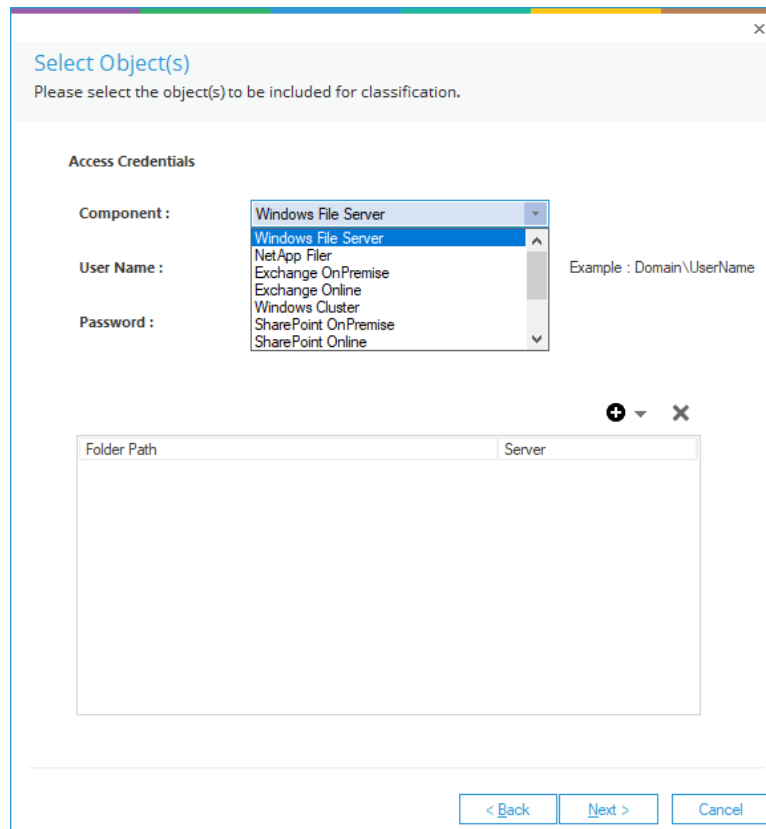 Select Object(s)
Please select the object(s) to be included for classification.
Access Credentials
Component :
Windows File Server
Windows File Server
NetApp Filer
User Name :
Example : Domain\UserName
Exchange OnPremise
Exchange Online
Windows Cluster
Password :
SharePoint OnPremise
SharePoint Online
Folder Path
Server
< Back
Next >
Cancel